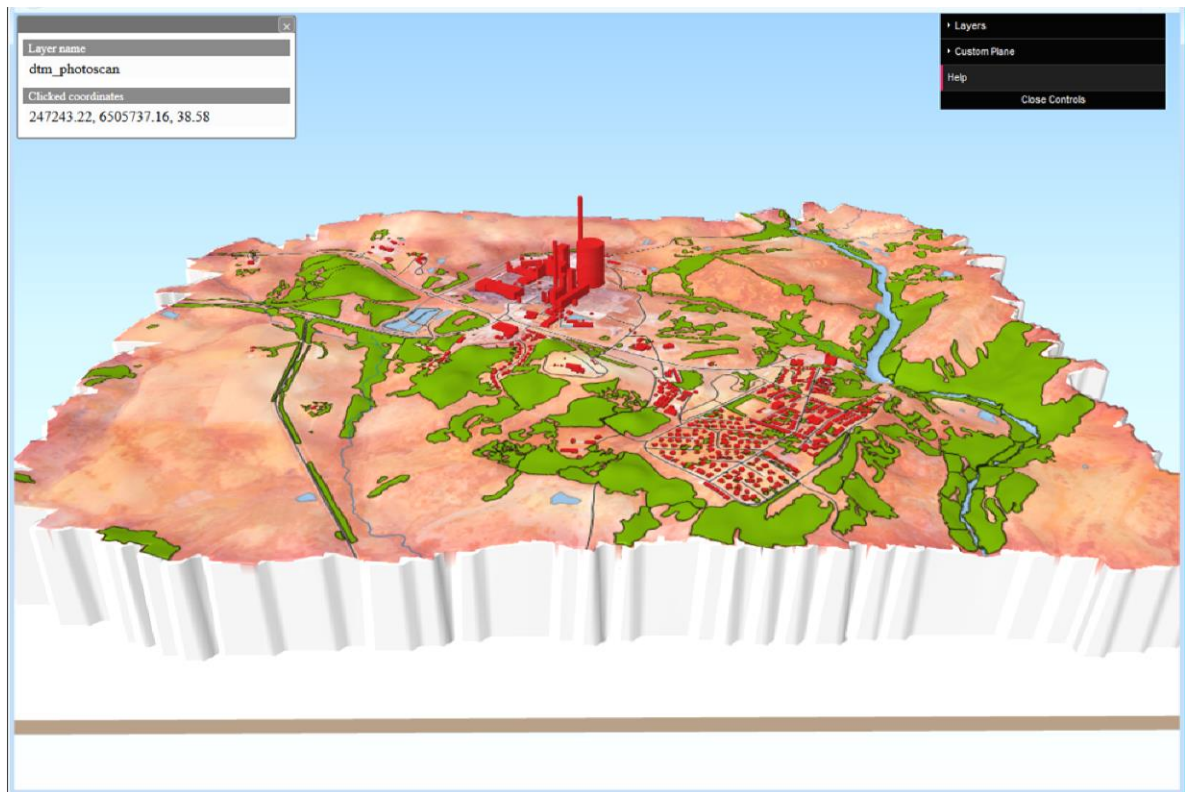 Layer name
dtm_photoscan
Clicked coordinates
247243.22, 6505737.16, 38.58
Layers
Custom Plane
Help
Close Controls